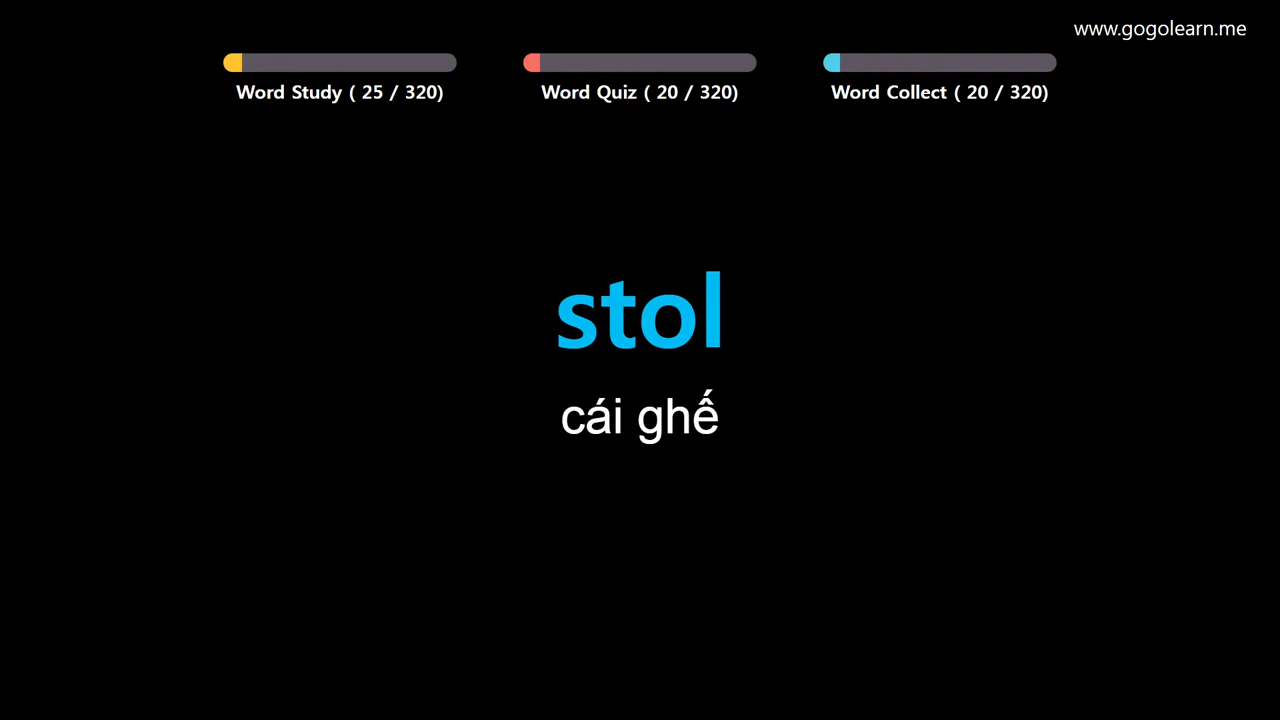 www.gogolearn.me
Word Study ( 25 / 320)
Word Quiz ( 20 / 320)
Word Collect ( 20 / 320)
stol
cái ghế